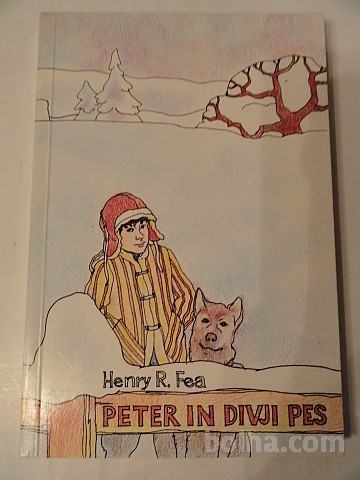 Henry R. Fea
PETER IN DIVJI PES
bolha.com